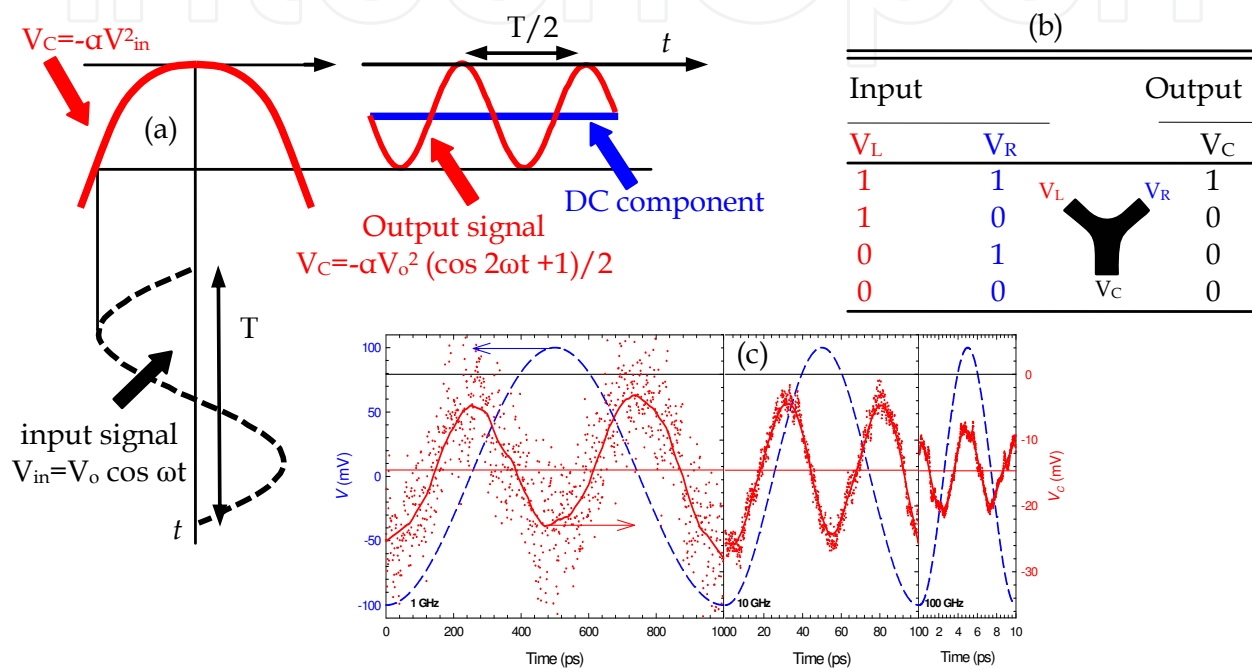 intechopen
V_C=-αV²_in
T/2
t
(a)
DC component
Output signal
V_C=-αV_o² (cos 2ωt +1)/2
T
input signal
V_in=V_o cos ωt
t
(b)
Input Output
V_L V_R V_C
1 1 1
1 0 0
0 1 0
0 0 0
V_L V_R
V_C
(c)
100
50
0
-50
-100
V (mV)
1 GHz
10 GHz
100 GHz
0
-10
-20
-30
V_C (mV)
0 200 400 600 800 1000
20 40 60 80 100
2 4 6 8 10
Time (ps)
Time (ps)
Time (ps)